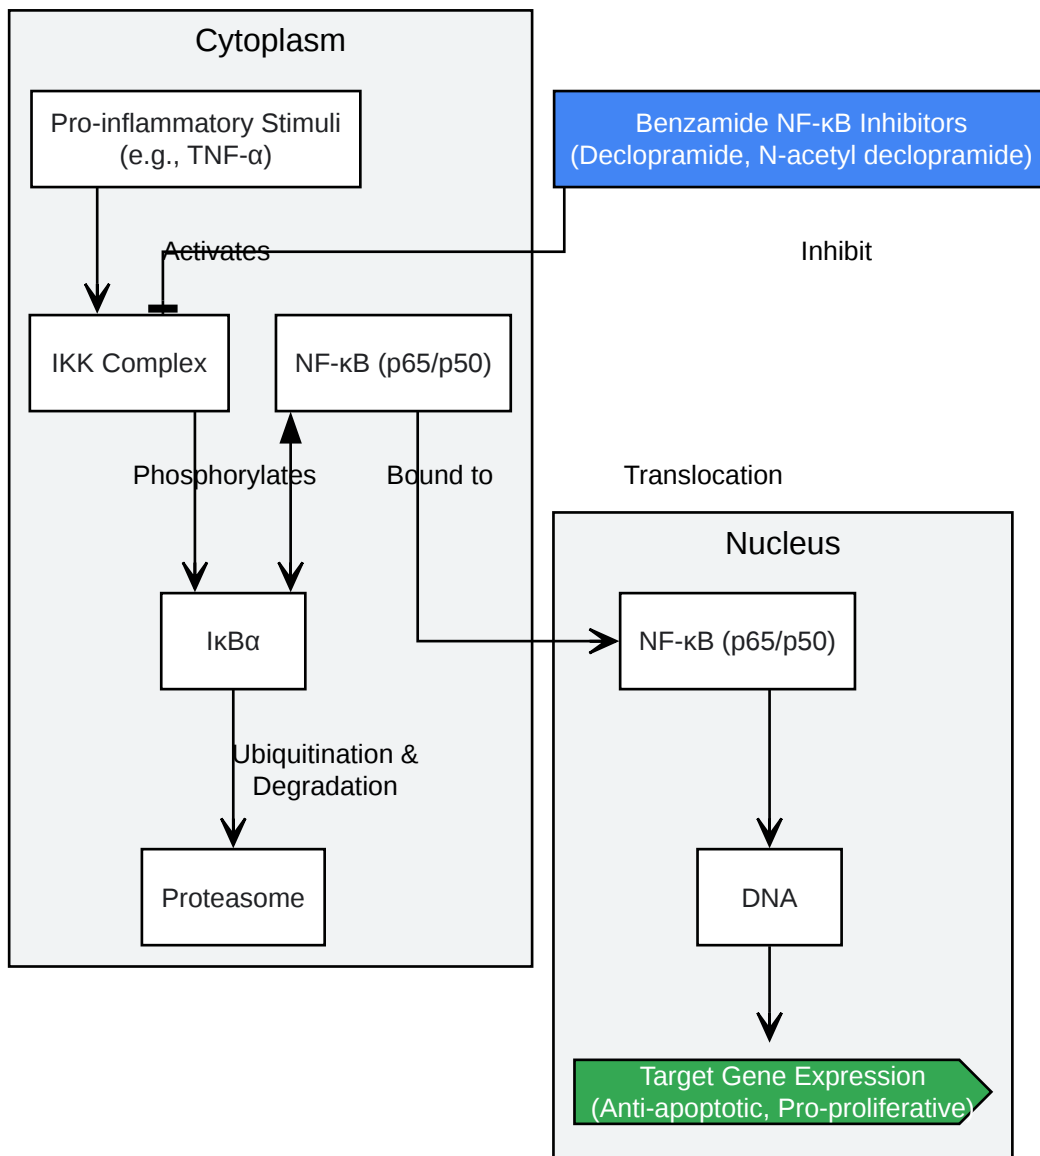 Cytoplasm
Pro-inflammatory Stimuli
(e.g., TNF-α)
Benzamide NF-κB Inhibitors
(Declopramide, N-acetyl declopramide)
Activates
Inhibit
IKK Complex
NF-κB (p65/p50)
Phosphorylates
Bound to
Translocation
Nucleus
IκBα
NF-κB (p65/p50)
Ubiquitination &
Degradation
Proteasome
DNA
Target Gene Expression
(Anti-apoptotic, Pro-proliferative)